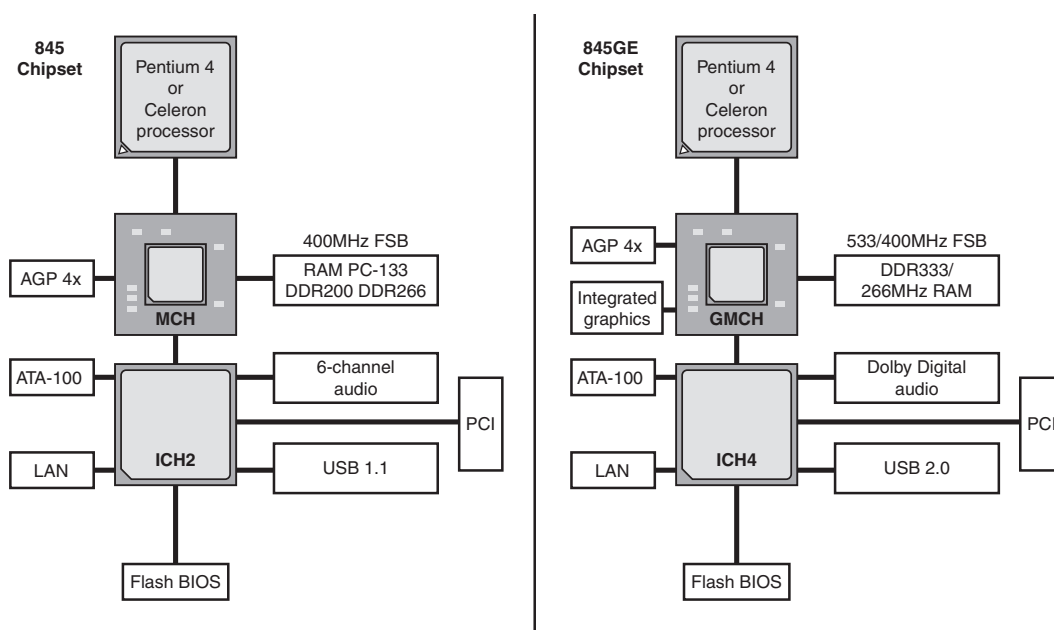 845
Chipset
Pentium 4
or
Celeron
processor
400MHz FSB
AGP 4x
RAM PC-133
DDR200 DDR266
MCH
ATA-100
6-channel
audio
PCI
LAN
ICH2
USB 1.1
Flash BIOS
845GE
Chipset
Pentium 4
or
Celeron
processor
AGP 4x
533/400MHz FSB
DDR333/
266MHz RAM
Integrated
graphics
GMCH
ATA-100
Dolby Digital
audio
PCI
LAN
ICH4
USB 2.0
Flash BIOS